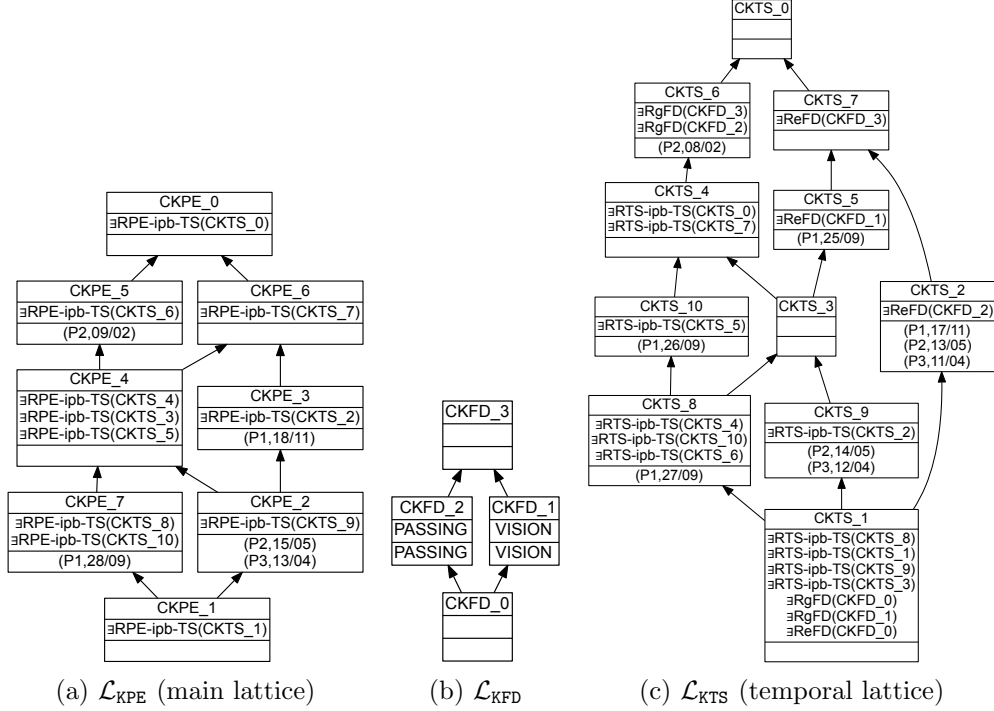 CKPE_0
∃RPE-ipb-TS(CKTS_0)
CKPE_5
∃RPE-ipb-TS(CKTS_6)
(P2,09/02)
CKPE_6
∃RPE-ipb-TS(CKTS_7)
CKPE_4
∃RPE-ipb-TS(CKTS_4)
∃RPE-ipb-TS(CKTS_3)
∃RPE-ipb-TS(CKTS_5)
CKPE_3
∃RPE-ipb-TS(CKTS_2)
(P1,18/11)
CKPE_7
∃RPE-ipb-TS(CKTS_8)
∃RPE-ipb-TS(CKTS_10)
(P1,28/09)
CKPE_2
∃RPE-ipb-TS(CKTS_9)
(P2,15/05)
(P3,13/04)
CKPE_1
∃RPE-ipb-TS(CKTS_1)
(a) 𝓛KPE (main lattice)
CKFD_3
CKFD_2
PASSING
PASSING
CKFD_1
VISION
VISION
CKFD_0
(b) 𝓛KFD
CKTS_0
CKTS_6
∃RgFD(CKFD_3)
∃RgFD(CKFD_2)
(P2,08/02)
CKTS_7
∃ReFD(CKFD_3)
CKTS_4
∃RTS-ipb-TS(CKTS_0)
∃RTS-ipb-TS(CKTS_7)
CKTS_5
∃ReFD(CKFD_1)
(P1,25/09)
CKTS_10
∃RTS-ipb-TS(CKTS_5)
(P1,26/09)
CKTS_3
CKTS_2
∃ReFD(CKFD_2)
(P1,17/11)
(P2,13/05)
(P3,11/04)
CKTS_8
∃RTS-ipb-TS(CKTS_4)
∃RTS-ipb-TS(CKTS_10)
∃RTS-ipb-TS(CKTS_6)
(P1,27/09)
CKTS_9
∃RTS-ipb-TS(CKTS_2)
(P2,14/05)
(P3,12/04)
CKTS_1
∃RTS-ipb-TS(CKTS_8)
∃RTS-ipb-TS(CKTS_1)
∃RTS-ipb-TS(CKTS_9)
∃RTS-ipb-TS(CKTS_3)
∃RgFD(CKFD_0)
∃RgFD(CKFD_1)
∃ReFD(CKFD_0)
(c) 𝓛KTS (temporal lattice)